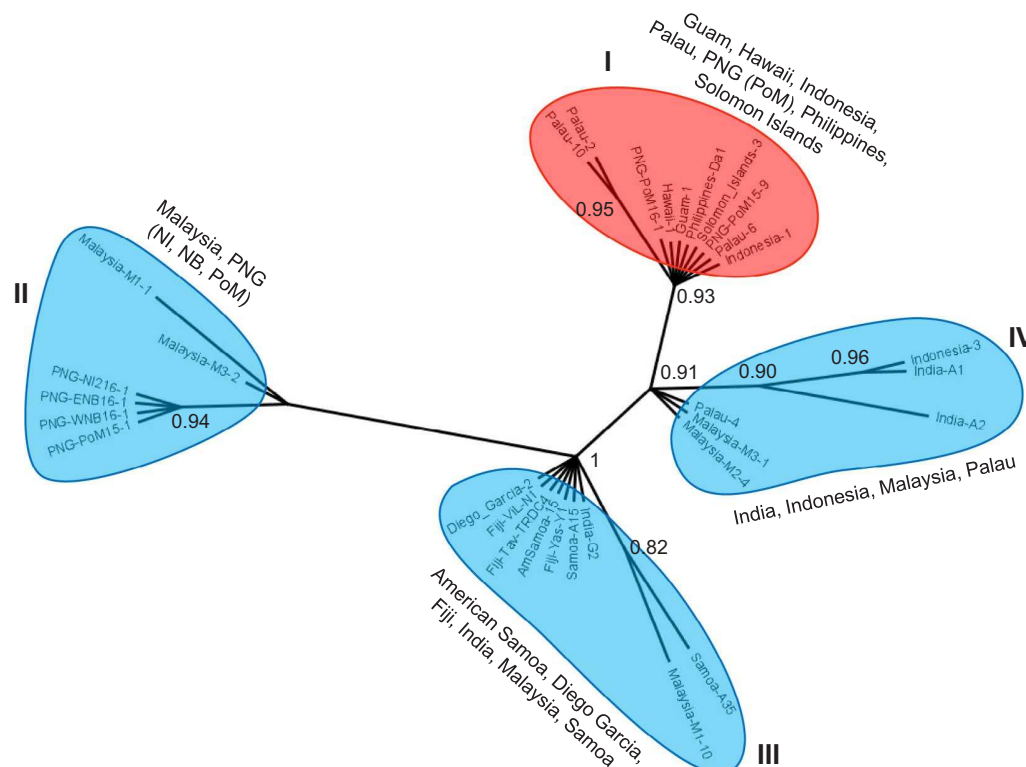 I
Guam, Hawaii, Indonesia,
Palau, PNG (PoM), Philippines,
Solomon Islands
Palau-2
Palau-10
PNG-PoM16-1
Hawaii-1
Guam-1
Philippines-Da1
Solomon_Islands-3
PNG-PoM15-9
Palau-6
Indonesia-1
0.95
0.93
II
Malaysia, PNG
(NI, NB, PoM)
Malaysia-M1-1
Malaysia-M3-2
PNG-NI216-1
PNG-ENB16-1
PNG-WNB16-1
PNG-PoM15-1
0.94
IV
0.91
0.90
0.96
Indonesia-3
India-A1
India-A2
Palau-4
Malaysia-M3-1
Malaysia-M2-4
India, Indonesia, Malaysia, Palau
1
Diego_Garcia-2
Fiji-ViL-N1
Fiji-Tav-TRDC4
AmSamoa-15
Fiji-Yas-Y1
Samoa-A15
India-G2
0.82
Samoa-A35
Malaysia-M1-10
American Samoa, Diego Garcia,
Fiji, India, Malaysia, Samoa
III